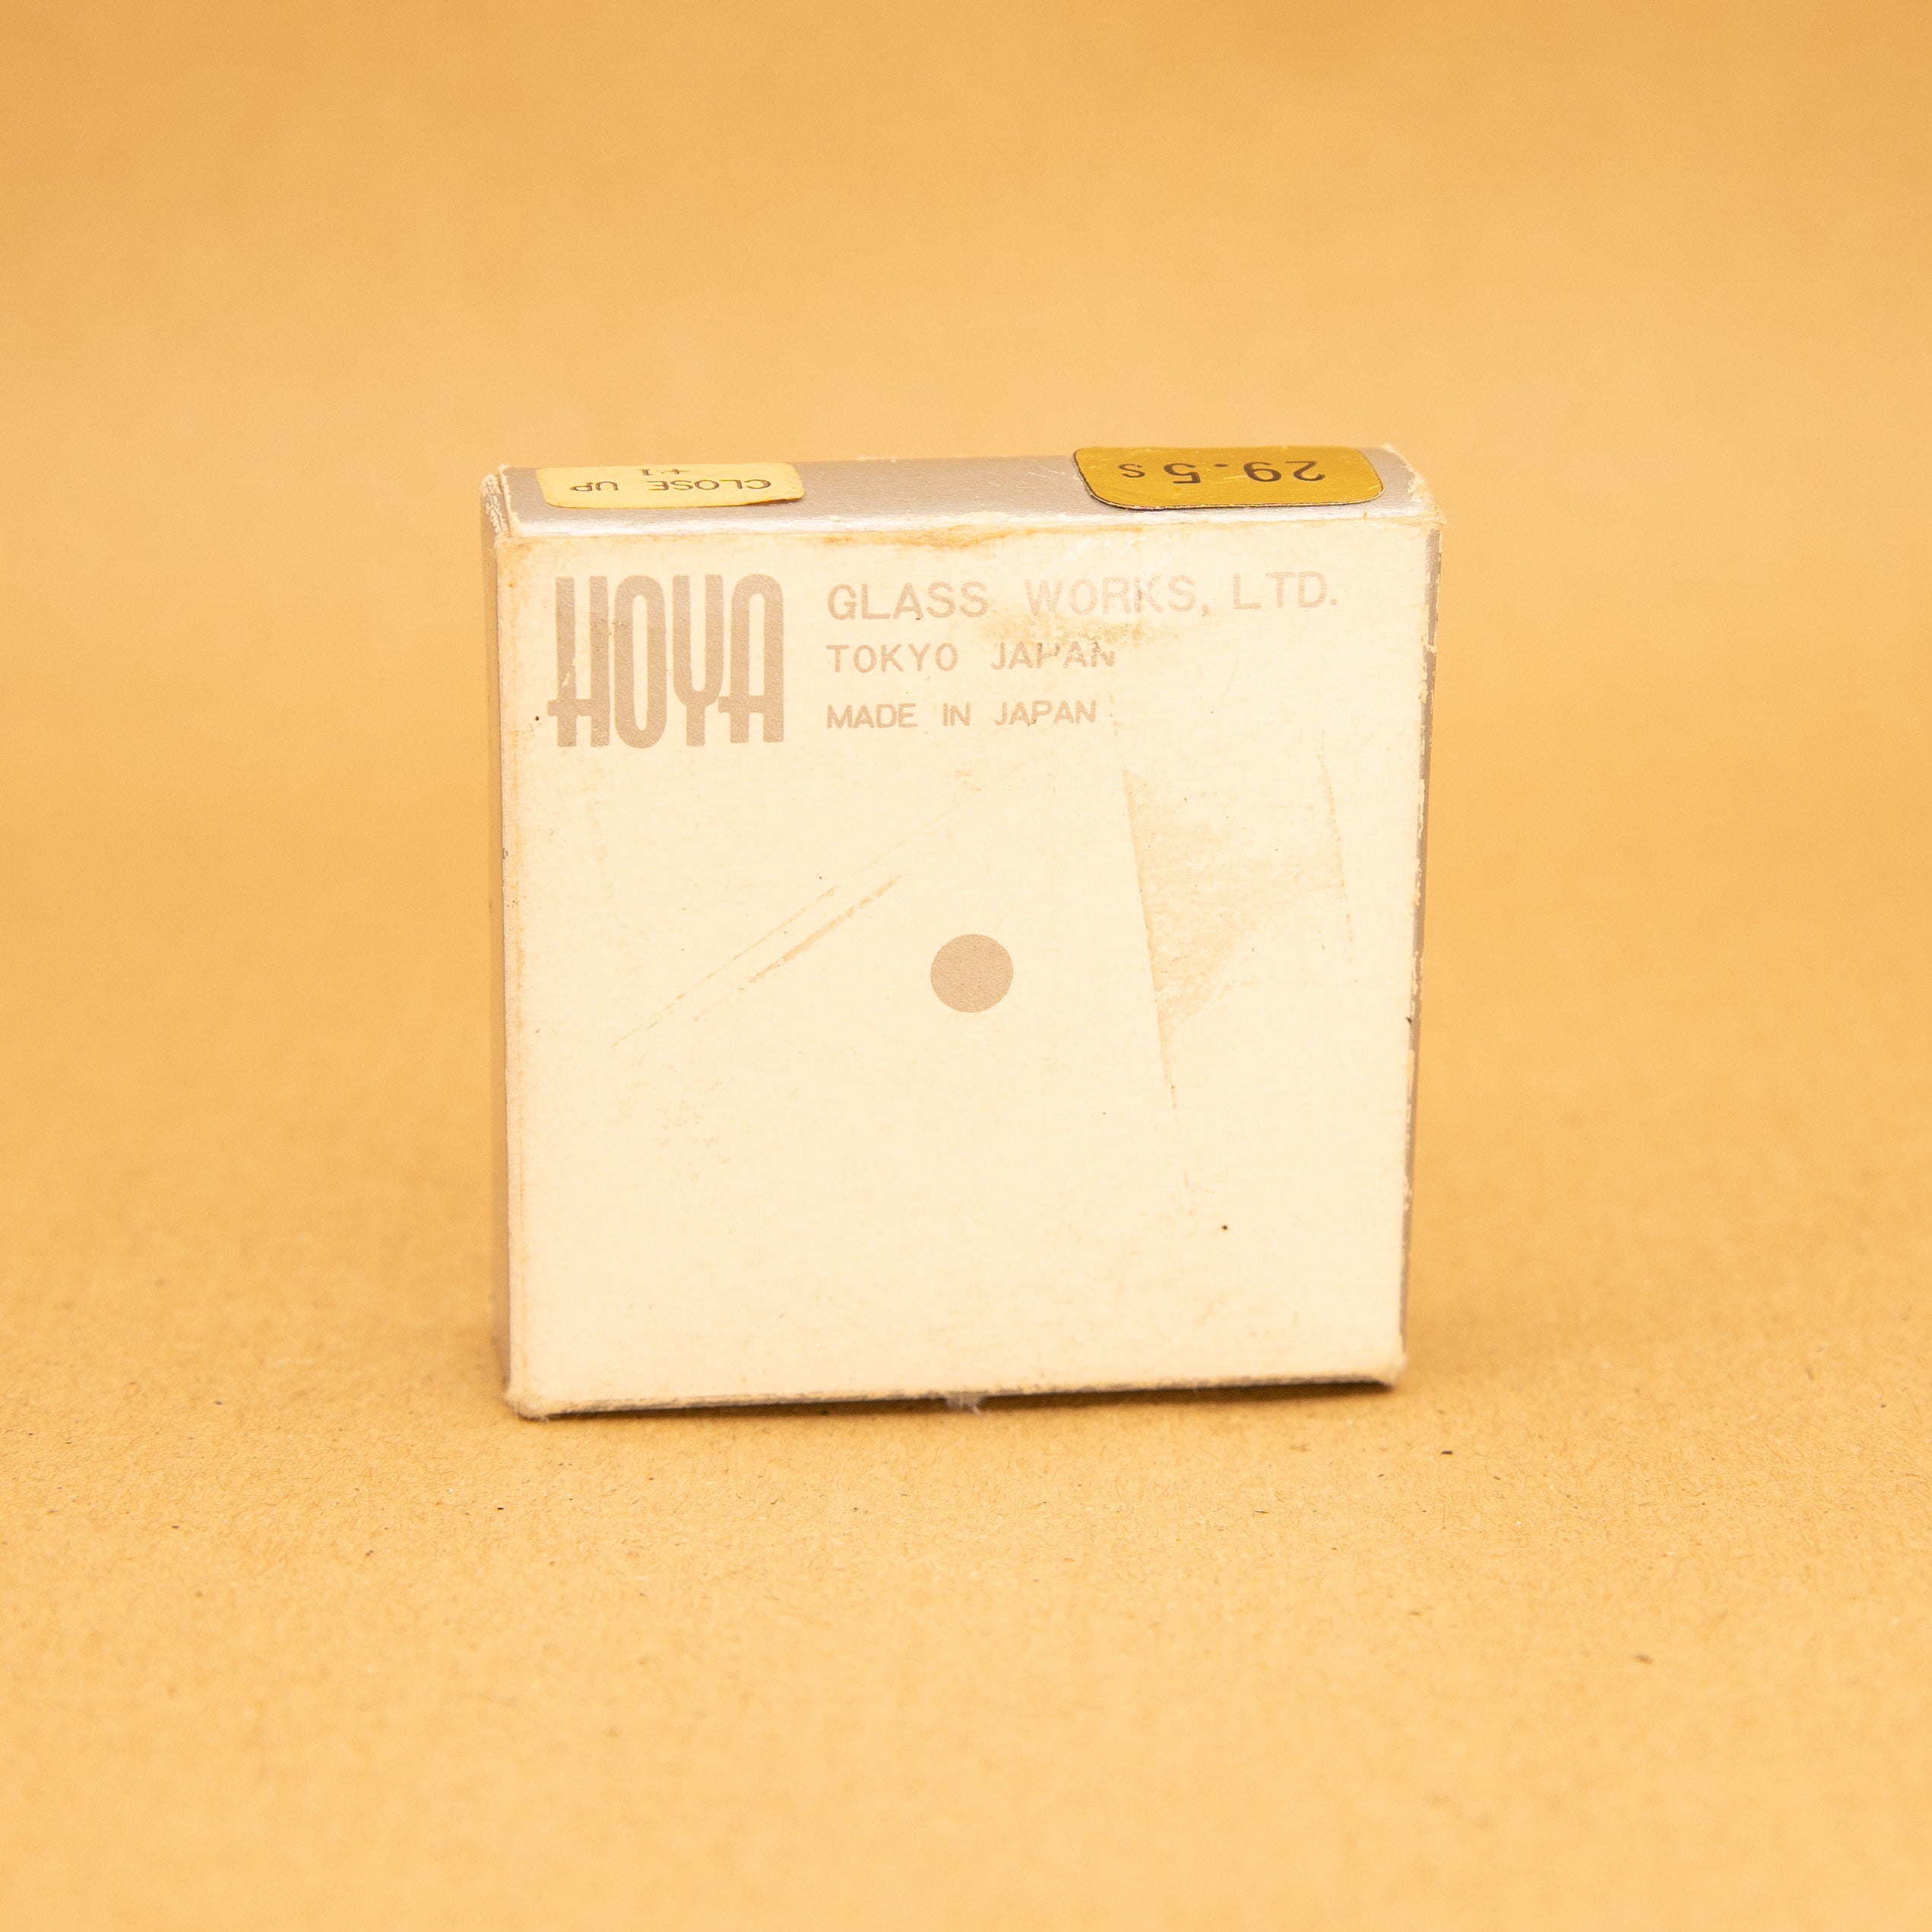 CLOSE UP
+1
29.5s
HOYA
GLASS WORKS, LTD.
TOKYO JAPAN
MADE IN JAPAN